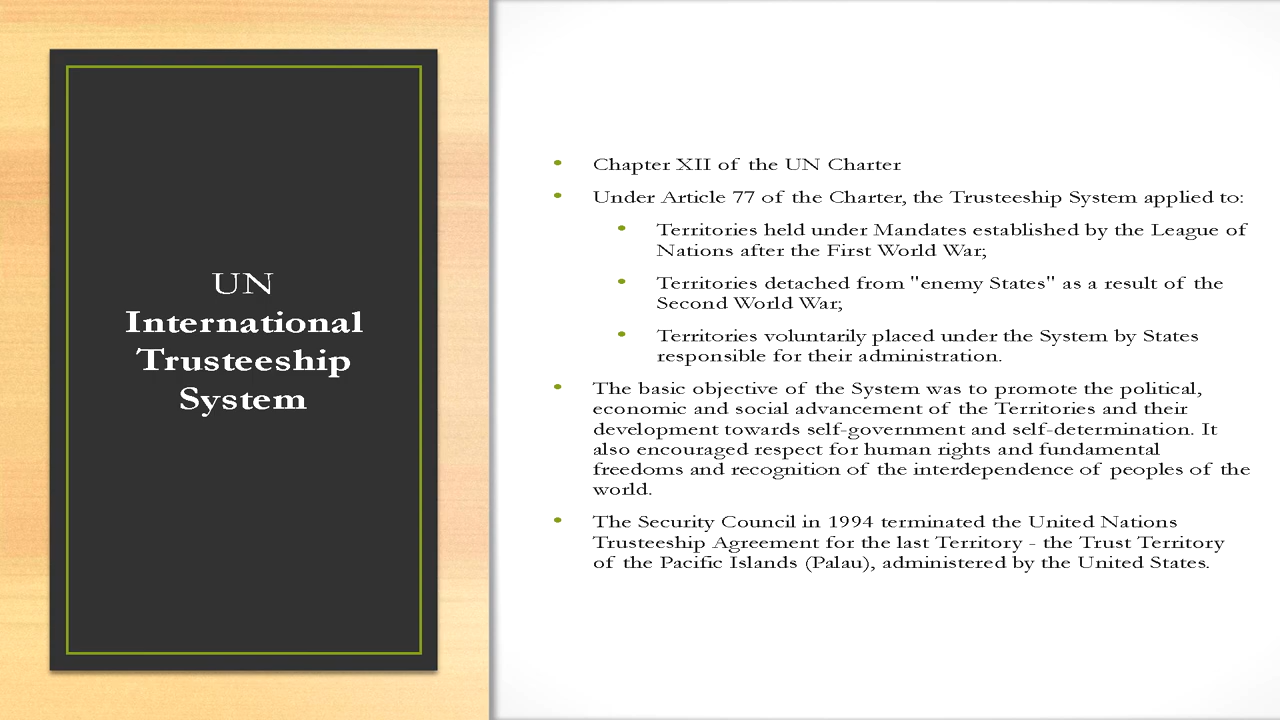 UN
International
Trusteeship
System
• Chapter XII of the UN Charter
• Under Article 77 of the Charter, the Trusteeship System applied to:
• Territories held under Mandates established by the League of
Nations after the First World War;
• Territories detached from "enemy States" as a result of the
Second World War;
• Territories voluntarily placed under the System by States
responsible for their administration.
• The basic objective of the System was to promote the political,
economic and social advancement of the Territories and their
development towards self-government and self-determination. It
also encouraged respect for human rights and fundamental
freedoms and recognition of the interdependence of peoples of the
world.
• The Security Council in 1994 terminated the United Nations
Trusteeship Agreement for the last Territory - the Trust Territory
of the Pacific Islands (Palau), administered by the United States.